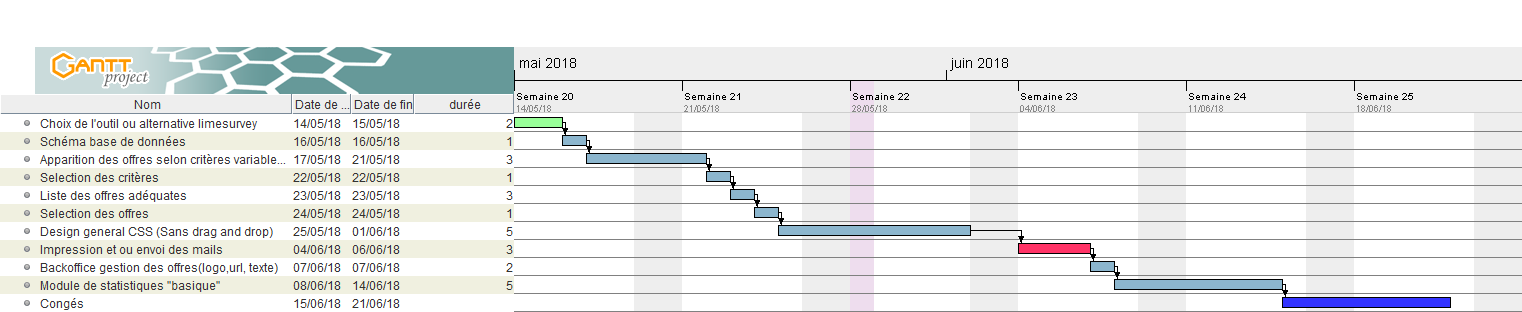 GANTT
project
mai 2018
juin 2018
Nom Date de ... Date de fin durée
Semaine 20 Semaine 21 Semaine 22 Semaine 23 Semaine 24 Semaine 25
14/05/18 21/05/18 28/05/18 04/06/18 11/06/18 18/06/18
Choix de l'outil ou alternative limesurvey 14/05/18 15/05/18 2
Schéma base de données 16/05/18 16/05/18 1
Apparition des offres selon critères variable... 17/05/18 21/05/18 3
Selection des critères 22/05/18 22/05/18 1
Liste des offres adéquates 23/05/18 23/05/18 3
Selection des offres 24/05/18 24/05/18 1
Design general CSS (Sans drag and drop) 25/05/18 01/06/18 5
Impression et ou envoi des mails 04/06/18 06/06/18 3
Backoffice gestion des offres(logo,url, texte) 07/06/18 07/06/18 2
Module de statistiques "basique" 08/06/18 14/06/18 5
Congés 15/06/18 21/06/18